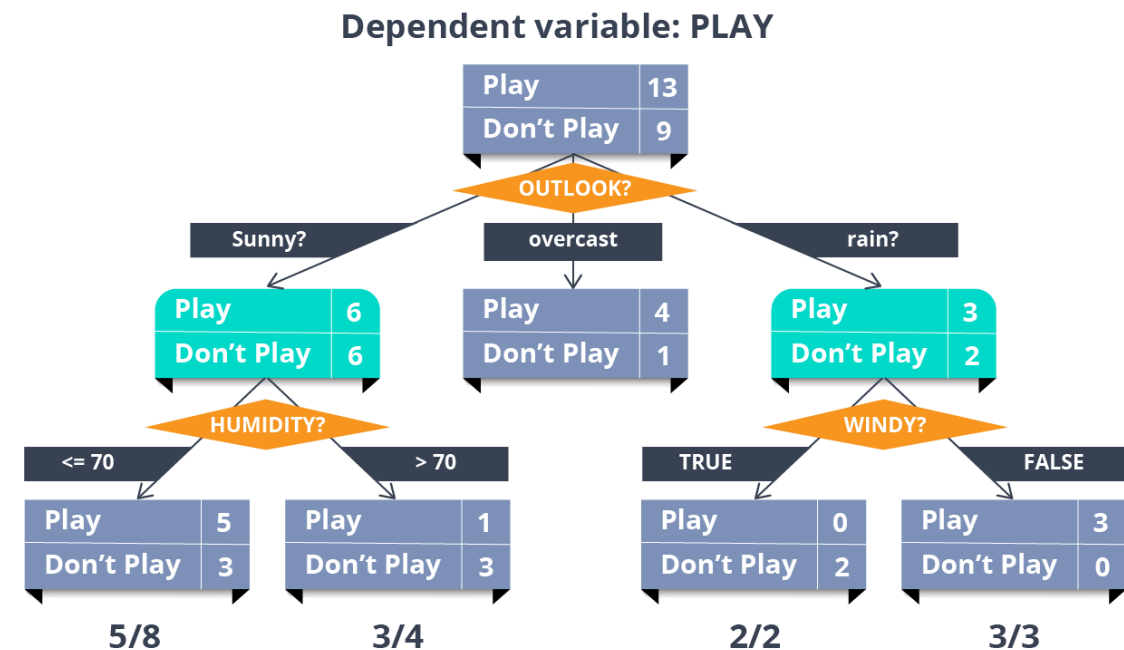 Dependent variable: PLAY
Play 13
Don't Play 9
OUTLOOK?
Sunny? overcast rain?
Play 6 Play 4 Play 3
Don't Play 6 Don't Play 1 Don't Play 2
HUMIDITY? WINDY?
<= 70 > 70 TRUE FALSE
Play 5 Play 1 Play 0 Play 3
Don't Play 3 Don't Play 3 Don't Play 2 Don't Play 0
5/8 3/4 2/2 3/3